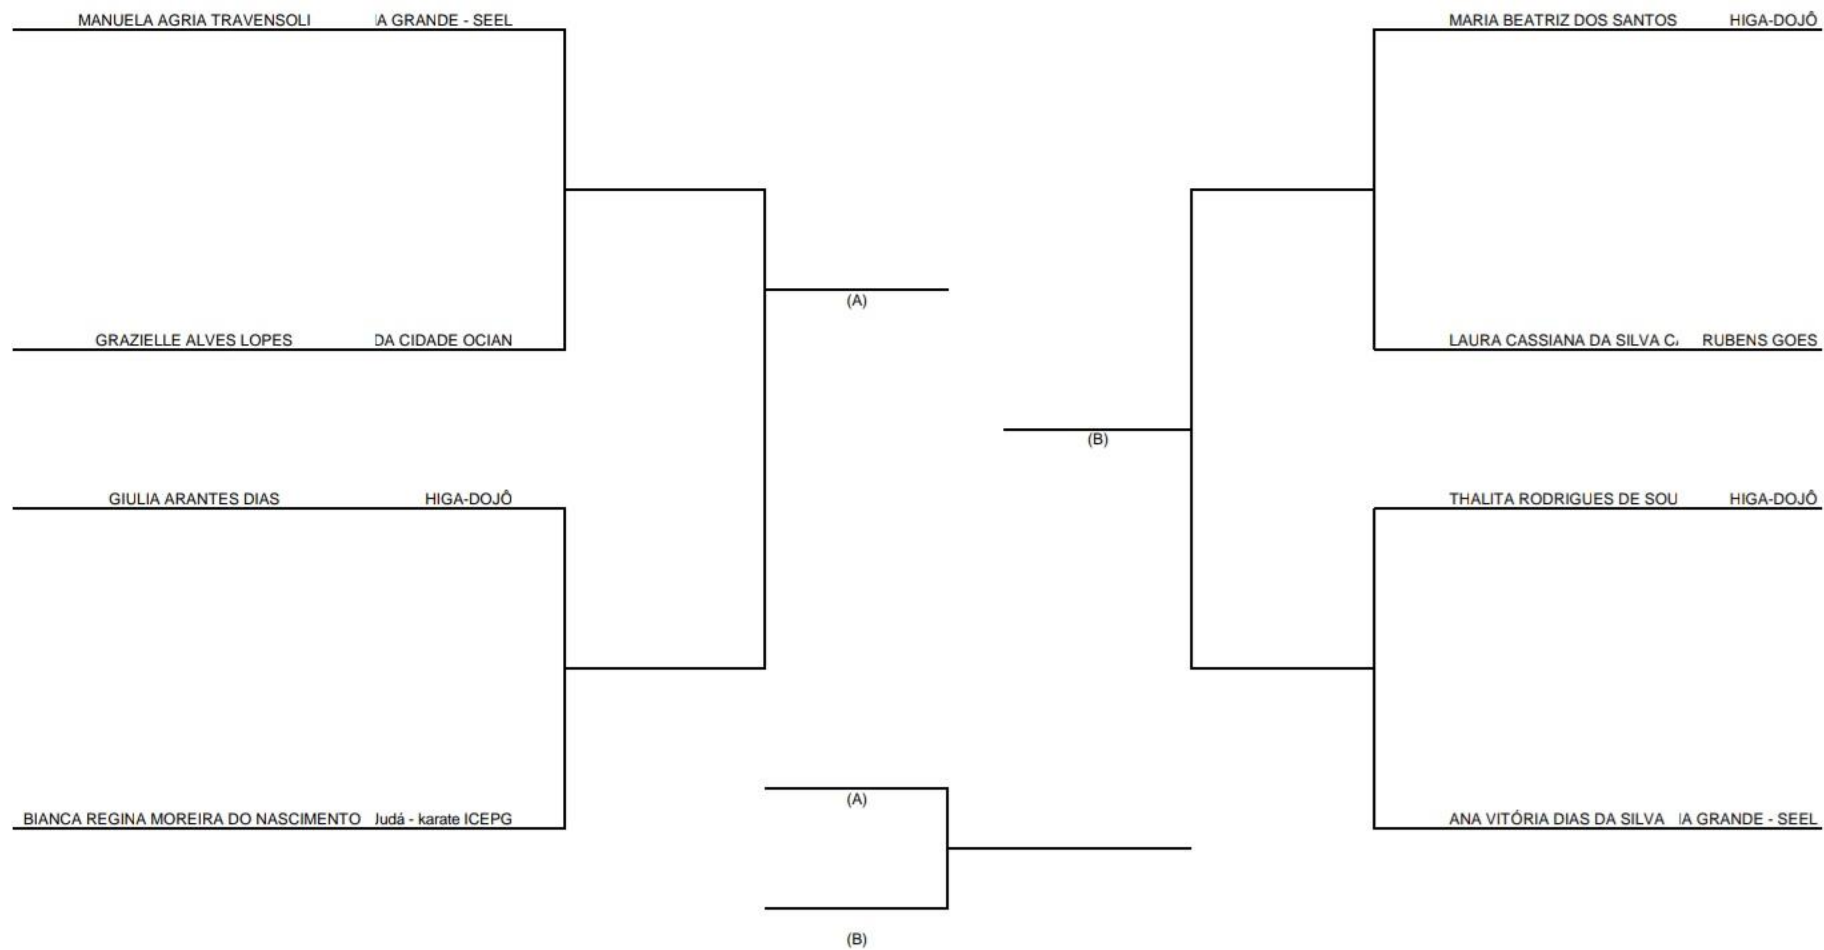 MANUELA AGRIA TRAVENSOLI A GRANDE - SEEL
MARIA BEATRIZ DOS SANTOS HIGA-DOJÔ
(A)
GRAZIELLE ALVES LOPES DA CIDADE OCIAN
LAURA CASSIANA DA SILVA RUBENS GOES
(B)
GIULIA ARANTES DIAS HIGA-DOJÔ
THALITA RODRIGUES DE SOU HIGA-DOJÔ
(A)
BIANCA REGINA MOREIRA DO NASCIMENTO Judá - karate ICEPG
ANA VITÓRIA DIAS DA SILVA A GRANDE - SEEL
(B)